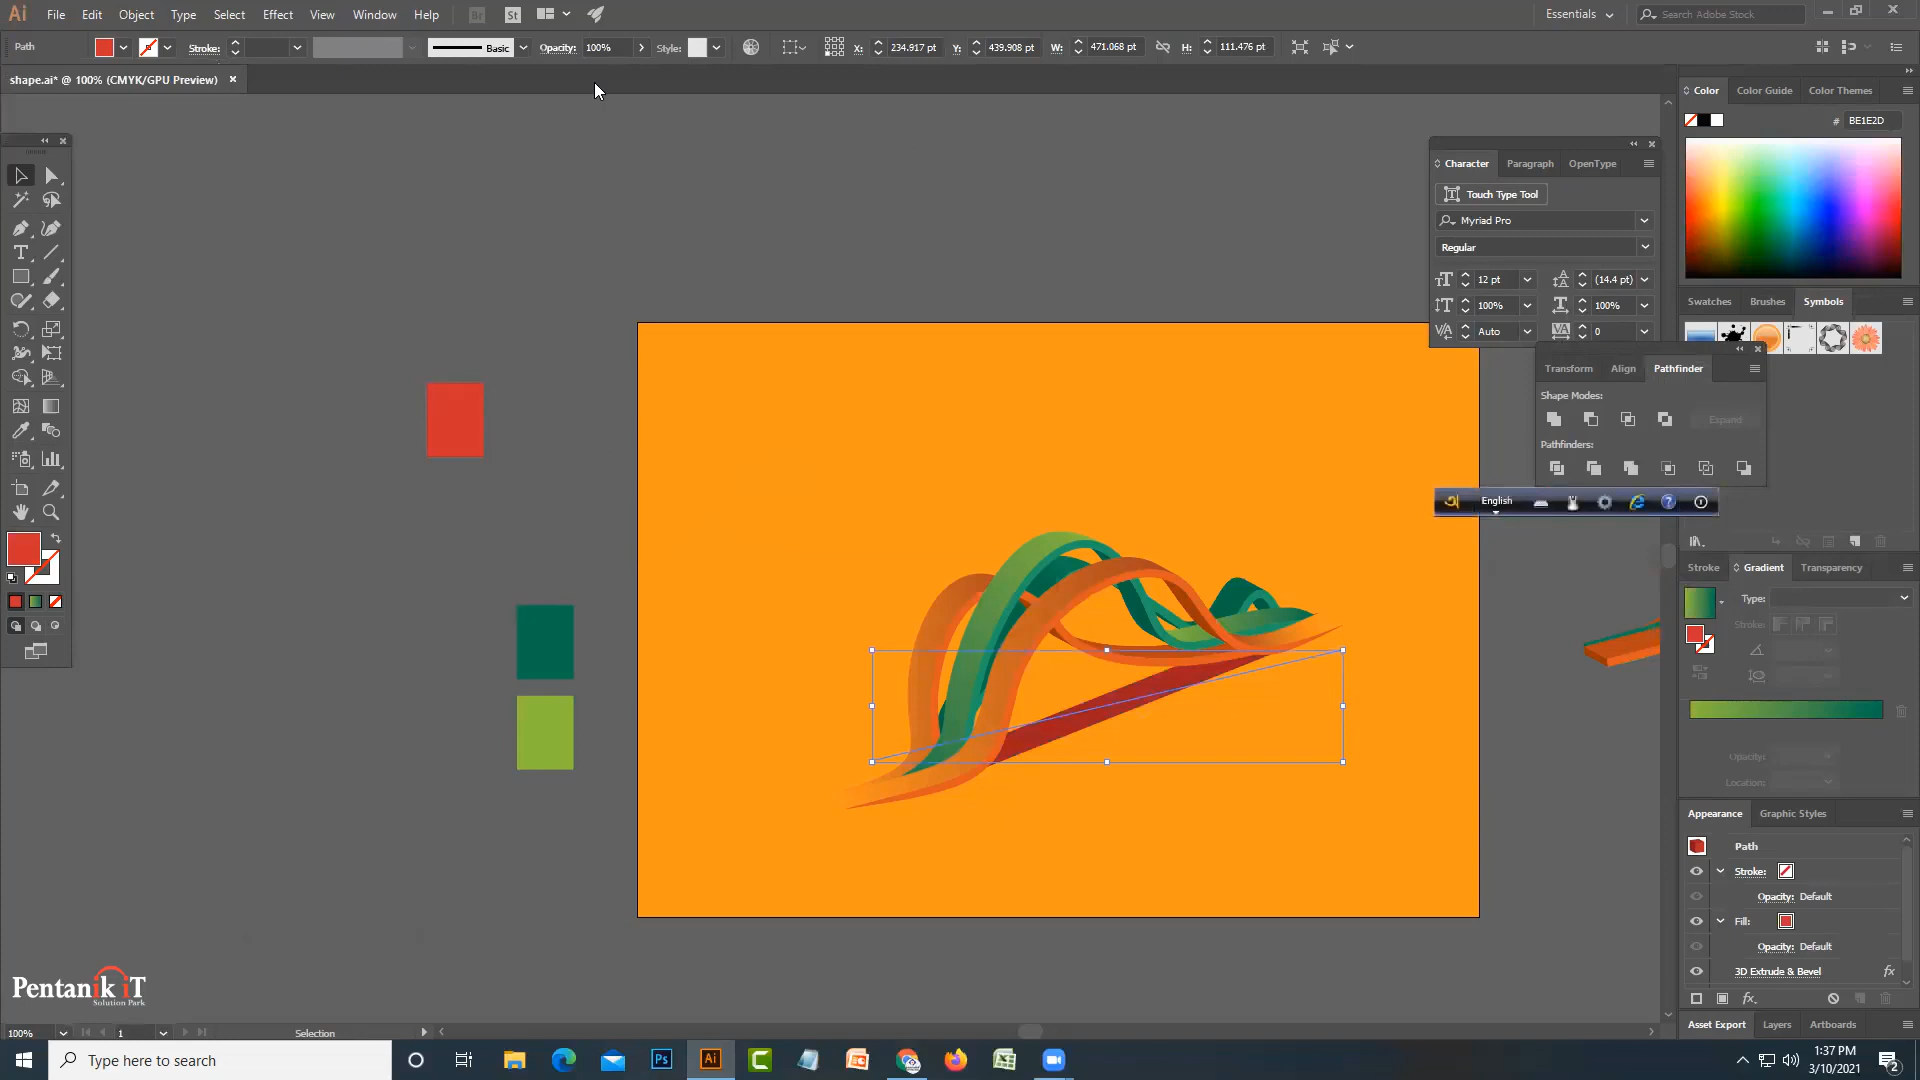 Ai File Edit Object Type Select Effect View Window Help Br St Essentials Search Adobe Stock
Path Stroke: Basic Opacity: 100% Style: X: 234.917 pt Y: 439.908 pt W: 471.068 pt H: 111.476 pt
shape.ai* @ 100% (CMYK/GPU Preview) ×
Color Color Guide Color Themes
# BE1E2D
Character Paragraph OpenType
Touch Type Tool
Myriad Pro
Regular
12 pt (14.4 pt)
100% 100%
Auto 0
Swatches Brushes Symbols
Transform Align Pathfinder
Shape Modes:
Expand
Pathfinders:
English
Stroke Gradient Transparency
Type:
Stroke:
Opacity:
Location:
Appearance Graphic Styles
Path
Stroke:
Opacity: Default
Fill:
Opacity: Default
3D Extrude & Bevel fx
fx
Asset Export Layers Artboards
Pentanik iT
Solution Park
100% 1 Selection
Type here to search
Ps Ai
1:37 PM
3/10/2021
2